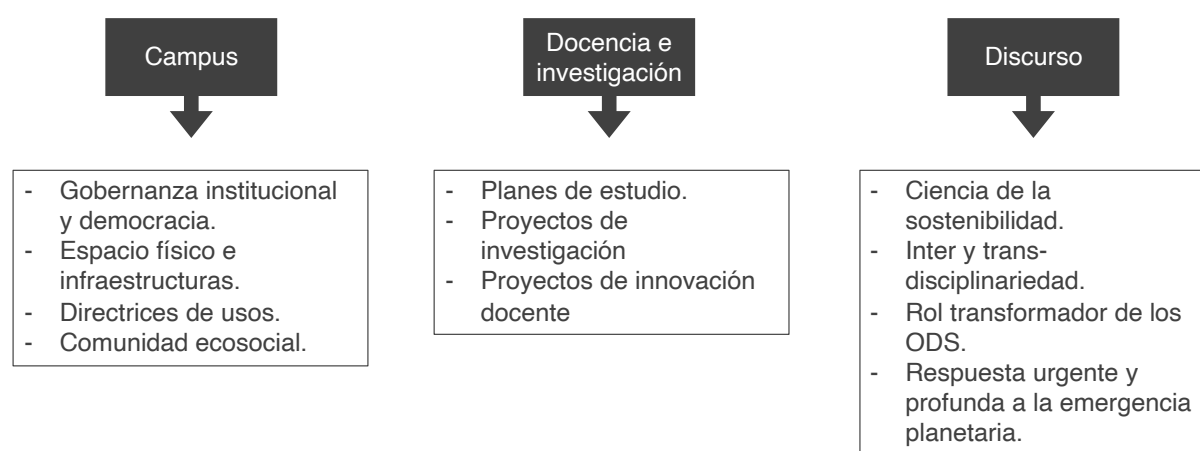 Campus
- Gobernanza institucional
y democracia.
- Espacio físico e
infraestructuras.
- Directrices de usos.
- Comunidad ecosocial.
Docencia e
investigación
- Planes de estudio.
- Proyectos de
investigación
- Proyectos de innovación
docente
Discurso
- Ciencia de la
sostenibilidad.
- Inter y trans-
disciplinariedad.
- Rol transformador de los
ODS.
- Respuesta urgente y
profunda a la emergencia
planetaria.